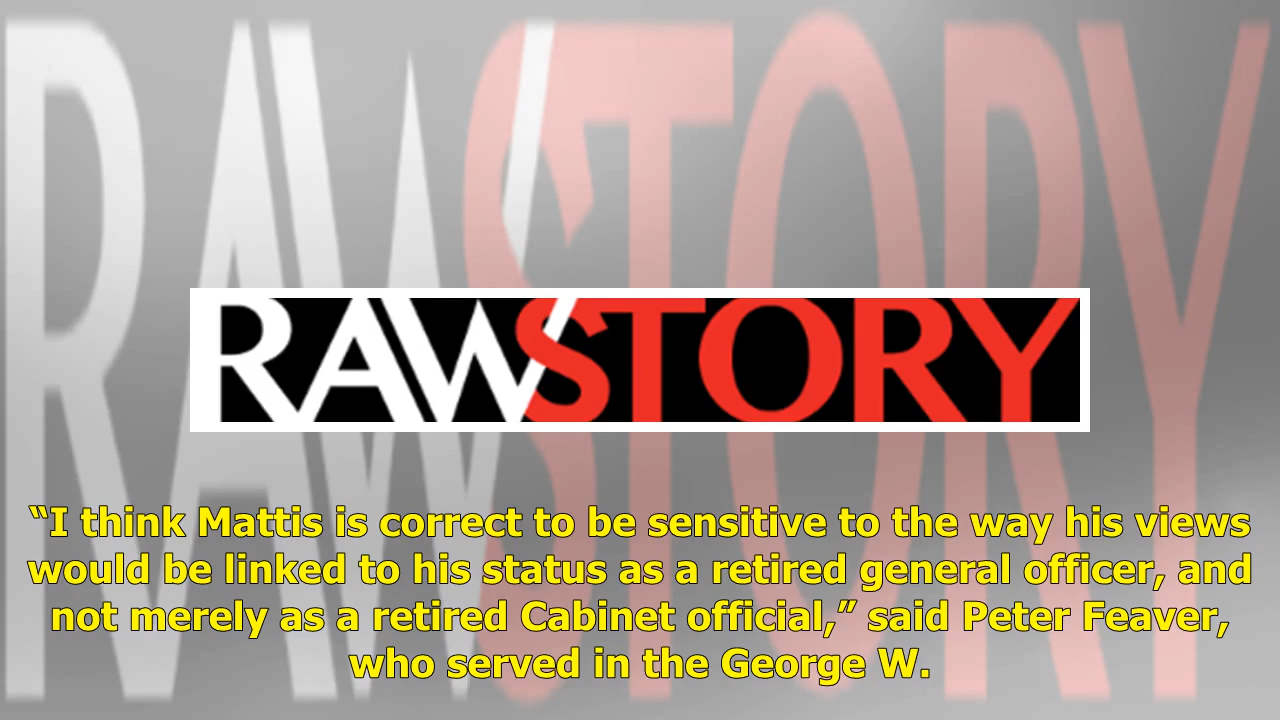 RAWSTORY
RAWSTORY
“I think Mattis is correct to be sensitive to the way his views
would be linked to his status as a retired general officer, and
not merely as a retired Cabinet official,” said Peter Feaver,
who served in the George W.